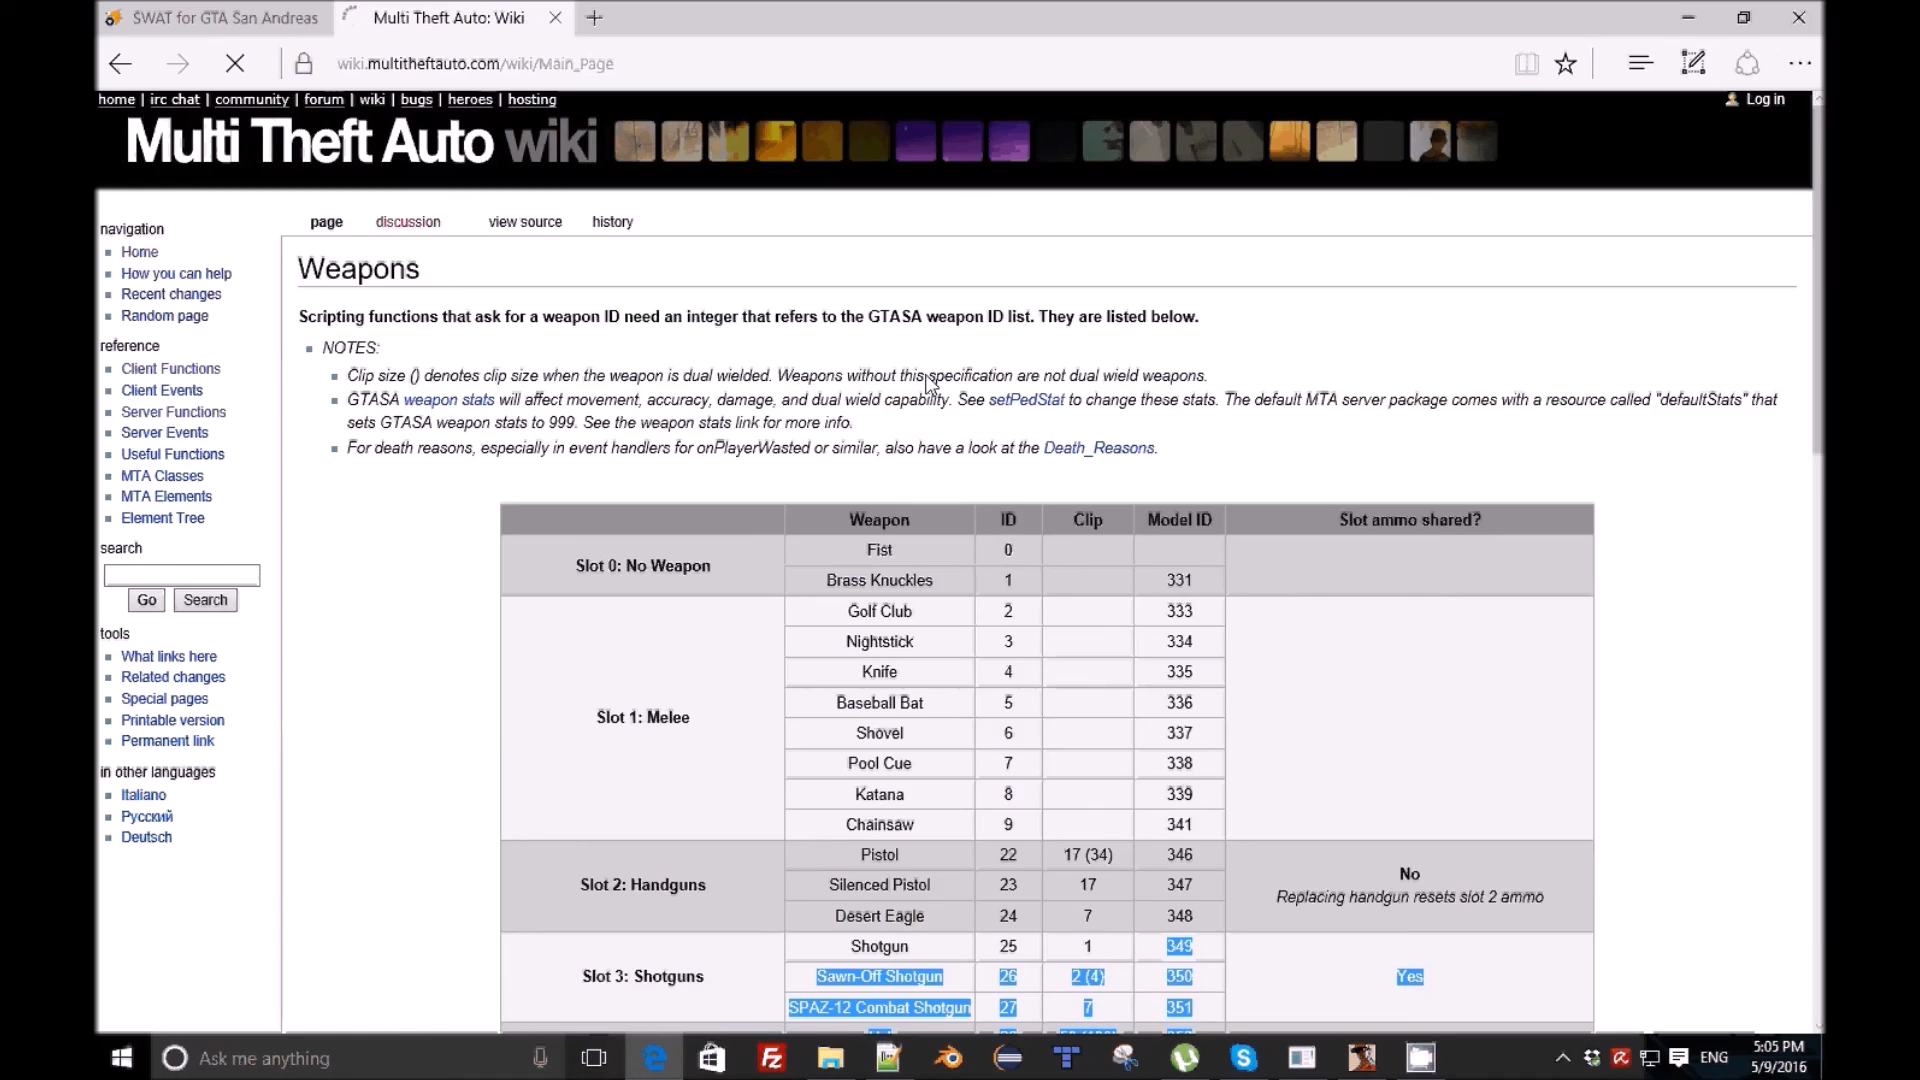 SWAT for GTA San Andreas
Multi Theft Auto: Wiki
wiki.multitheftauto.com/wiki/Main_Page
home | irc chat | community | forum | wiki | bugs | heroes | hosting
Log in
Multi Theft Auto wiki
page discussion view source history
navigation
Home
How you can help
Recent changes
Random page
reference
Client Functions
Client Events
Server Functions
Server Events
Useful Functions
MTA Classes
MTA Elements
Element Tree
search
Go Search
tools
What links here
Related changes
Special pages
Printable version
Permanent link
in other languages
Italiano
Русский
Deutsch
Weapons
Scripting functions that ask for a weapon ID need an integer that refers to the GTASA weapon ID list. They are listed below.
NOTES:
Clip size () denotes clip size when the weapon is dual wielded. Weapons without this specification are not dual wield weapons.
GTASA weapon stats will affect movement, accuracy, damage, and dual wield capability. See setPedStat to change these stats. The default MTA server package comes with a resource called "defaultStats" that
sets GTASA weapon stats to 999. See the weapon stats link for more info.
For death reasons, especially in event handlers for onPlayerWasted or similar, also have a look at the Death_Reasons.
Weapon ID Clip Model ID Slot ammo shared?
Slot 0: No Weapon
Fist 0
Brass Knuckles 1 331
Slot 1: Melee
Golf Club 2 333
Nightstick 3 334
Knife 4 335
Baseball Bat 5 336
Shovel 6 337
Pool Cue 7 338
Katana 8 339
Chainsaw 9 341
Slot 2: Handguns
Pistol 22 17 (34) 346
Silenced Pistol 23 17 347
Desert Eagle 24 7 348
No
Replacing handgun resets slot 2 ammo
Slot 3: Shotguns
Shotgun 25 1 349
Sawn-Off Shotgun 26 2 (4) 350
SPAZ-12 Combat Shotgun 27 7 351
Yes
Ask me anything
ENG
5:05 PM
5/9/2016